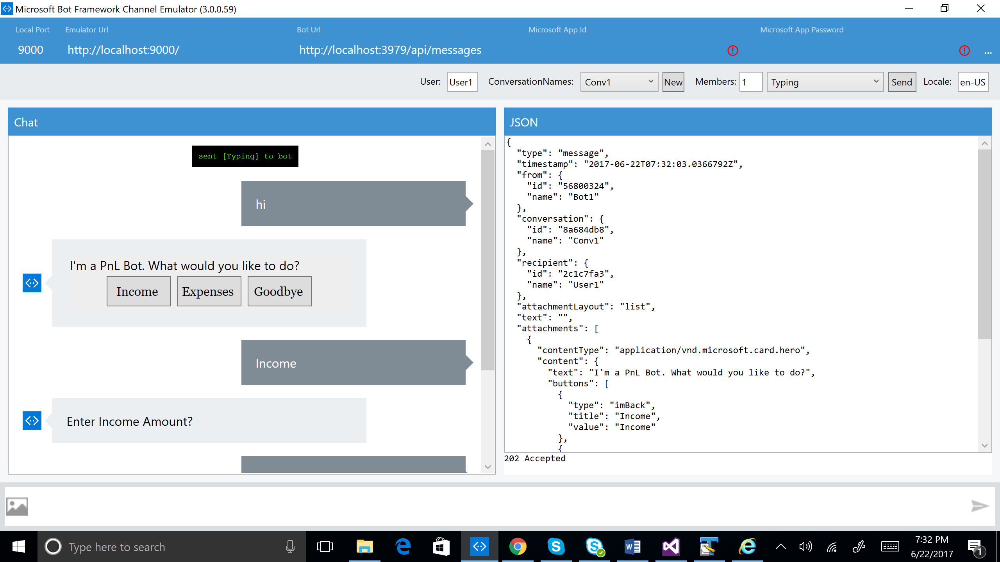 Microsoft Bot Framework Channel Emulator (3.0.0.59)
Local Port
Emulator Url
Bot Url
Microsoft App Id
Microsoft App Password
9000
http://localhost:9000/
http://localhost:3979/api/messages
...
User:
User1
ConversationNames:
Conv1
New
Members:
1
Typing
Send
Locale:
en-US
Chat
sent [Typing] to bot
hi
I'm a PnL Bot. What would you like to do?
Income
Expenses
Goodbye
Income
Enter Income Amount?
JSON
{
"type": "message",
"timestamp": "2017-06-22T07:32:03.0366792Z",
"from": {
"id": "56800324",
"name": "Bot1"
},
"conversation": {
"id": "8a684db8",
"name": "Conv1"
},
"recipient": {
"id": "2c1c7fa3",
"name": "User1"
},
"attachmentLayout": "list",
"text": "",
"attachments": [
{
"contentType": "application/vnd.microsoft.card.hero",
"content": {
"text": "I'm a PnL Bot. What would you like to do?",
"buttons": [
{
"type": "imBack",
"title": "Income",
"value": "Income"
},
{
202 Accepted
Type here to search
7:32 PM
6/22/2017
1